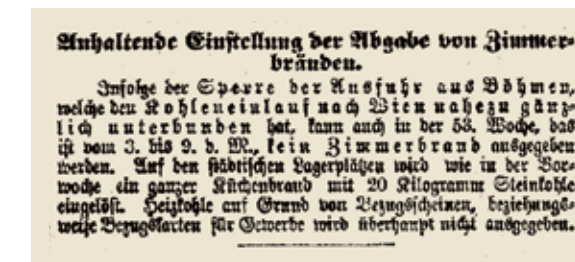 Anhaltende Einstellung der Abgabe von Zimmer-
bränden.
Infolge der Sperre der Ausfuhr aus Böhmen,
welche den Kohleneinlauf nach Wien nahezu gänz-
lich unterbunden hat, kann auch in der 53. Woche, das
ist vom 3. bis 9. d. M., kein Zimmerbrand ausgegeben
werden. Auf den städtischen Lagerplätzen wird wie in der Vor-
woche ein ganzer Küchenbrand mit 20 Kilogramm Steinkohle
eingelöst. Heizkohle auf Grund von Bezugsscheinen, beziehungs-
weise Bezugskarten für Gewerbe wird überhaupt nicht ausgegeben.